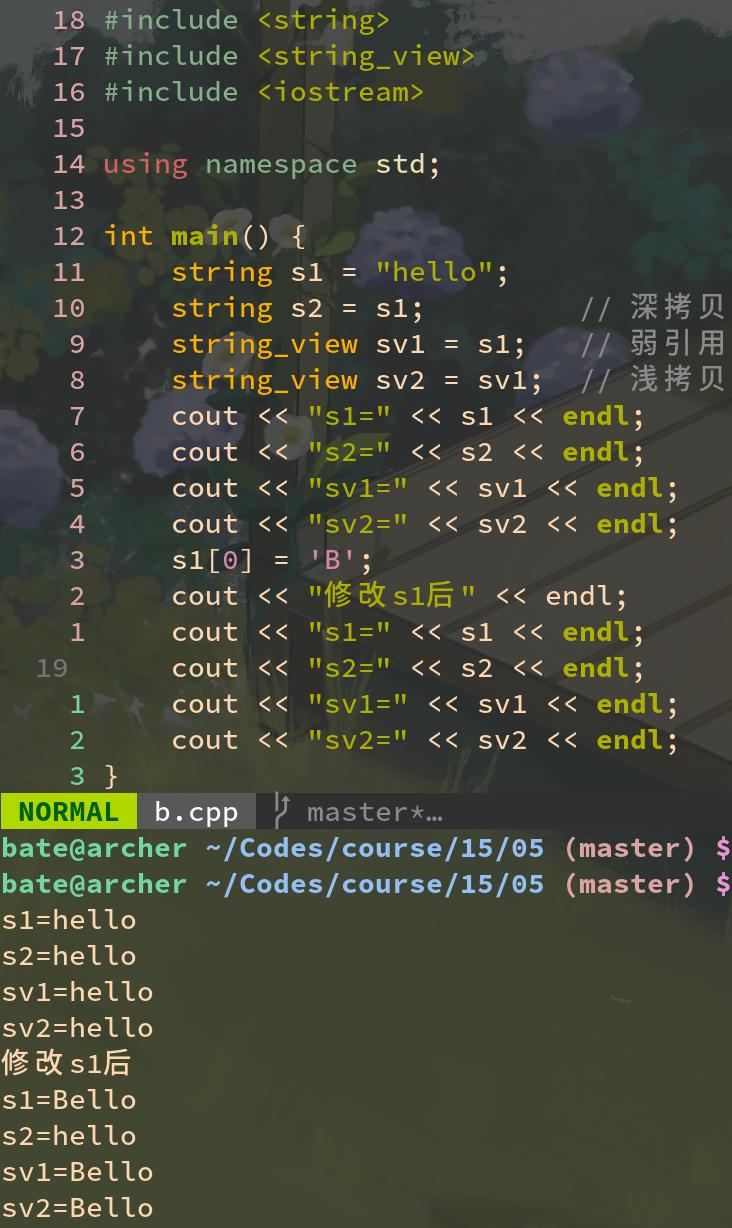 18 #include <string>
17 #include <string_view>
16 #include <iostream>
15
14 using namespace std;
13
12 int main() {
11     string s1 = "hello";
10     string s2 = s1;         // 深拷贝
9     string_view sv1 = s1;   // 弱引用
8     string_view sv2 = sv1;  // 浅拷贝
7     cout << "s1=" << s1 << endl;
6     cout << "s2=" << s2 << endl;
5     cout << "sv1=" << sv1 << endl;
4     cout << "sv2=" << sv2 << endl;
3     s1[0] = 'B';
2     cout << "修改s1后" << endl;
1     cout << "s1=" << s1 << endl;
19     cout << "s2=" << s2 << endl;
1     cout << "sv1=" << sv1 << endl;
2     cout << "sv2=" << sv2 << endl;
3 }
NORMAL b.cpp master*…
bate@archer ~/Codes/course/15/05 (master) $
bate@archer ~/Codes/course/15/05 (master) $
s1=hello
s2=hello
sv1=hello
sv2=hello
修改s1后
s1=Bello
s2=hello
sv1=Bello
sv2=Bello